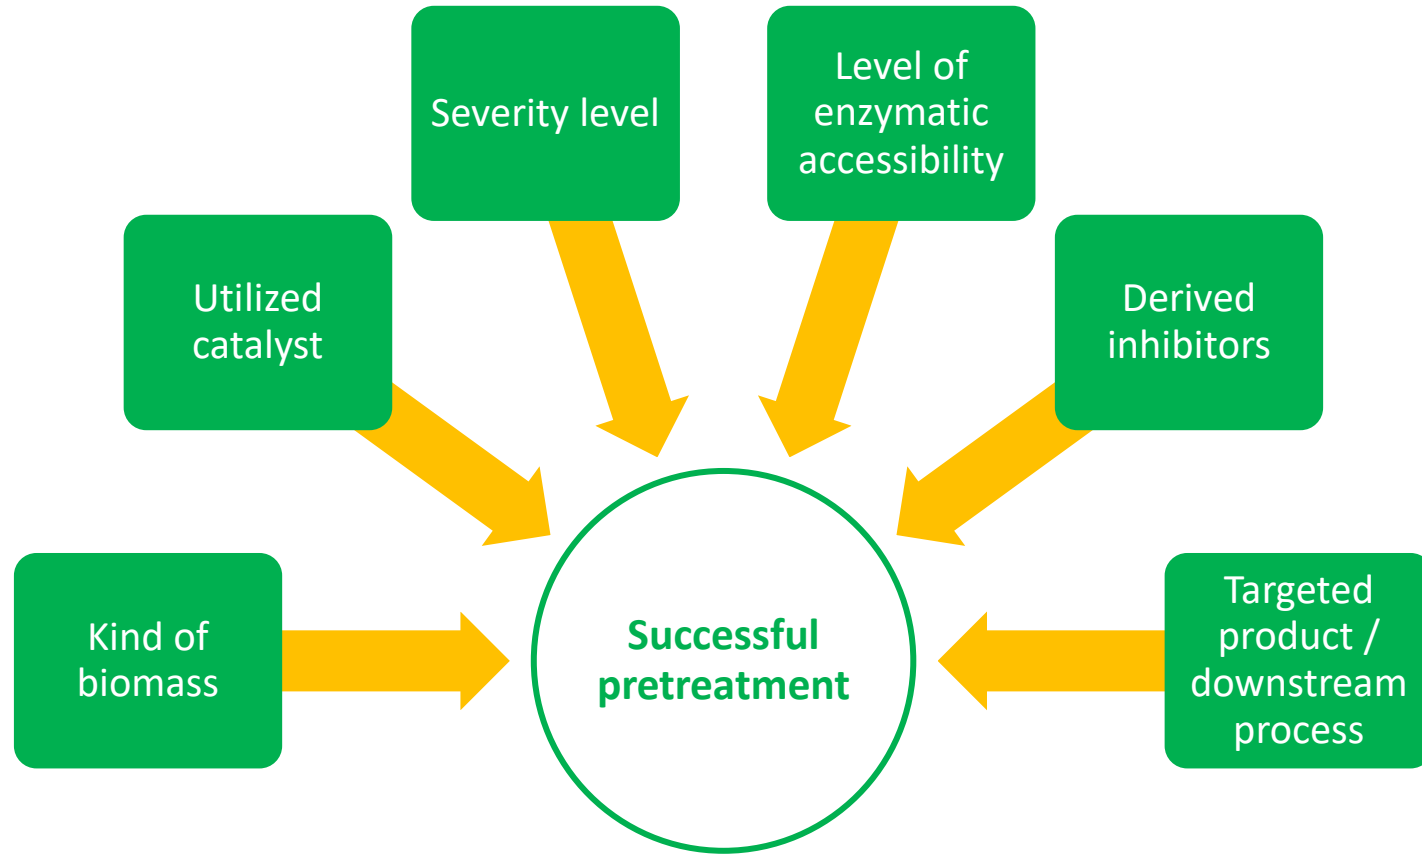 Severity level
Level of
enzymatic
accessibility
Utilized
catalyst
Derived
inhibitors
Kind of
biomass
Successful
pretreatment
Targeted
product /
downstream
process